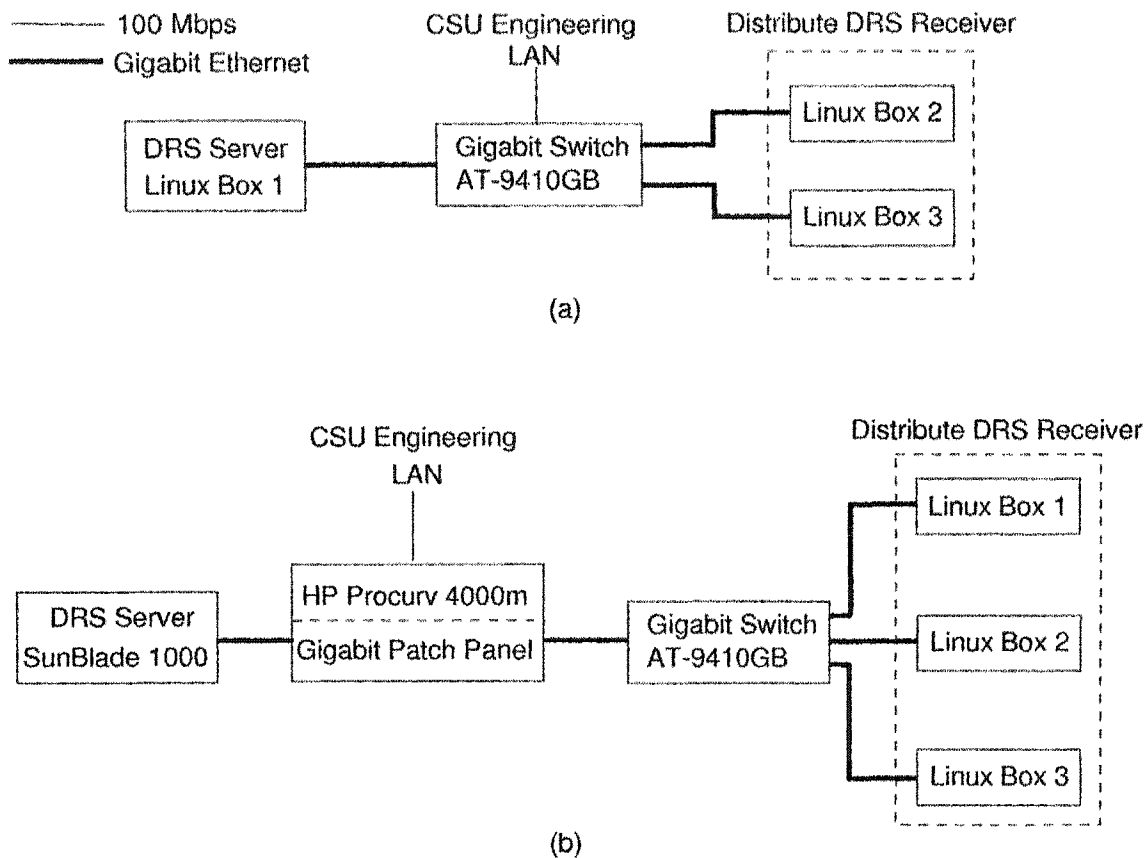 100 Mbps
Gigabit Ethernet
CSU Engineering
LAN
Distribute DRS Receiver
DRS Server
Linux Box 1
Gigabit Switch
AT-9410GB
Linux Box 2
Linux Box 3
(a)
CSU Engineering
LAN
Distribute DRS Receiver
DRS Server
SunBlade 1000
HP Procurv 4000m
Gigabit Patch Panel
Gigabit Switch
AT-9410GB
Linux Box 1
Linux Box 2
Linux Box 3
(b)